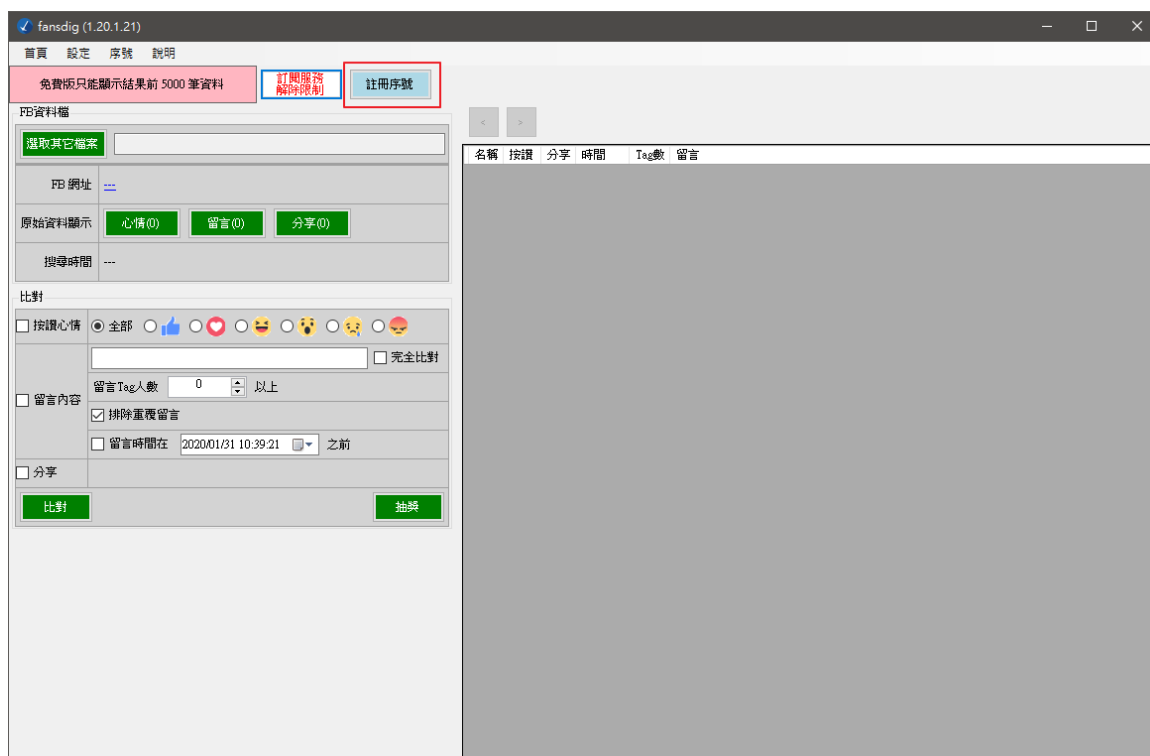 fansdig (1.20.1.21)
首頁 設定 序號 說明
免費版只能顯示結果前 5000 筆資料
訂閱服務
解除限制
註冊序號
FB資料檔
選取其它檔案
FB 網址 ---
原始資料顯示 心情(0) 留言(0) 分享(0)
搜尋時間 ---
比對
按讚心情 全部
完全比對
留言內容
留言Tag人數 0 以上
排除重覆留言
留言時間在 2020/01/31 10:39:21 之前
分享
比對 抽獎
< >
名稱 按讚 分享 時間 Tag數 留言